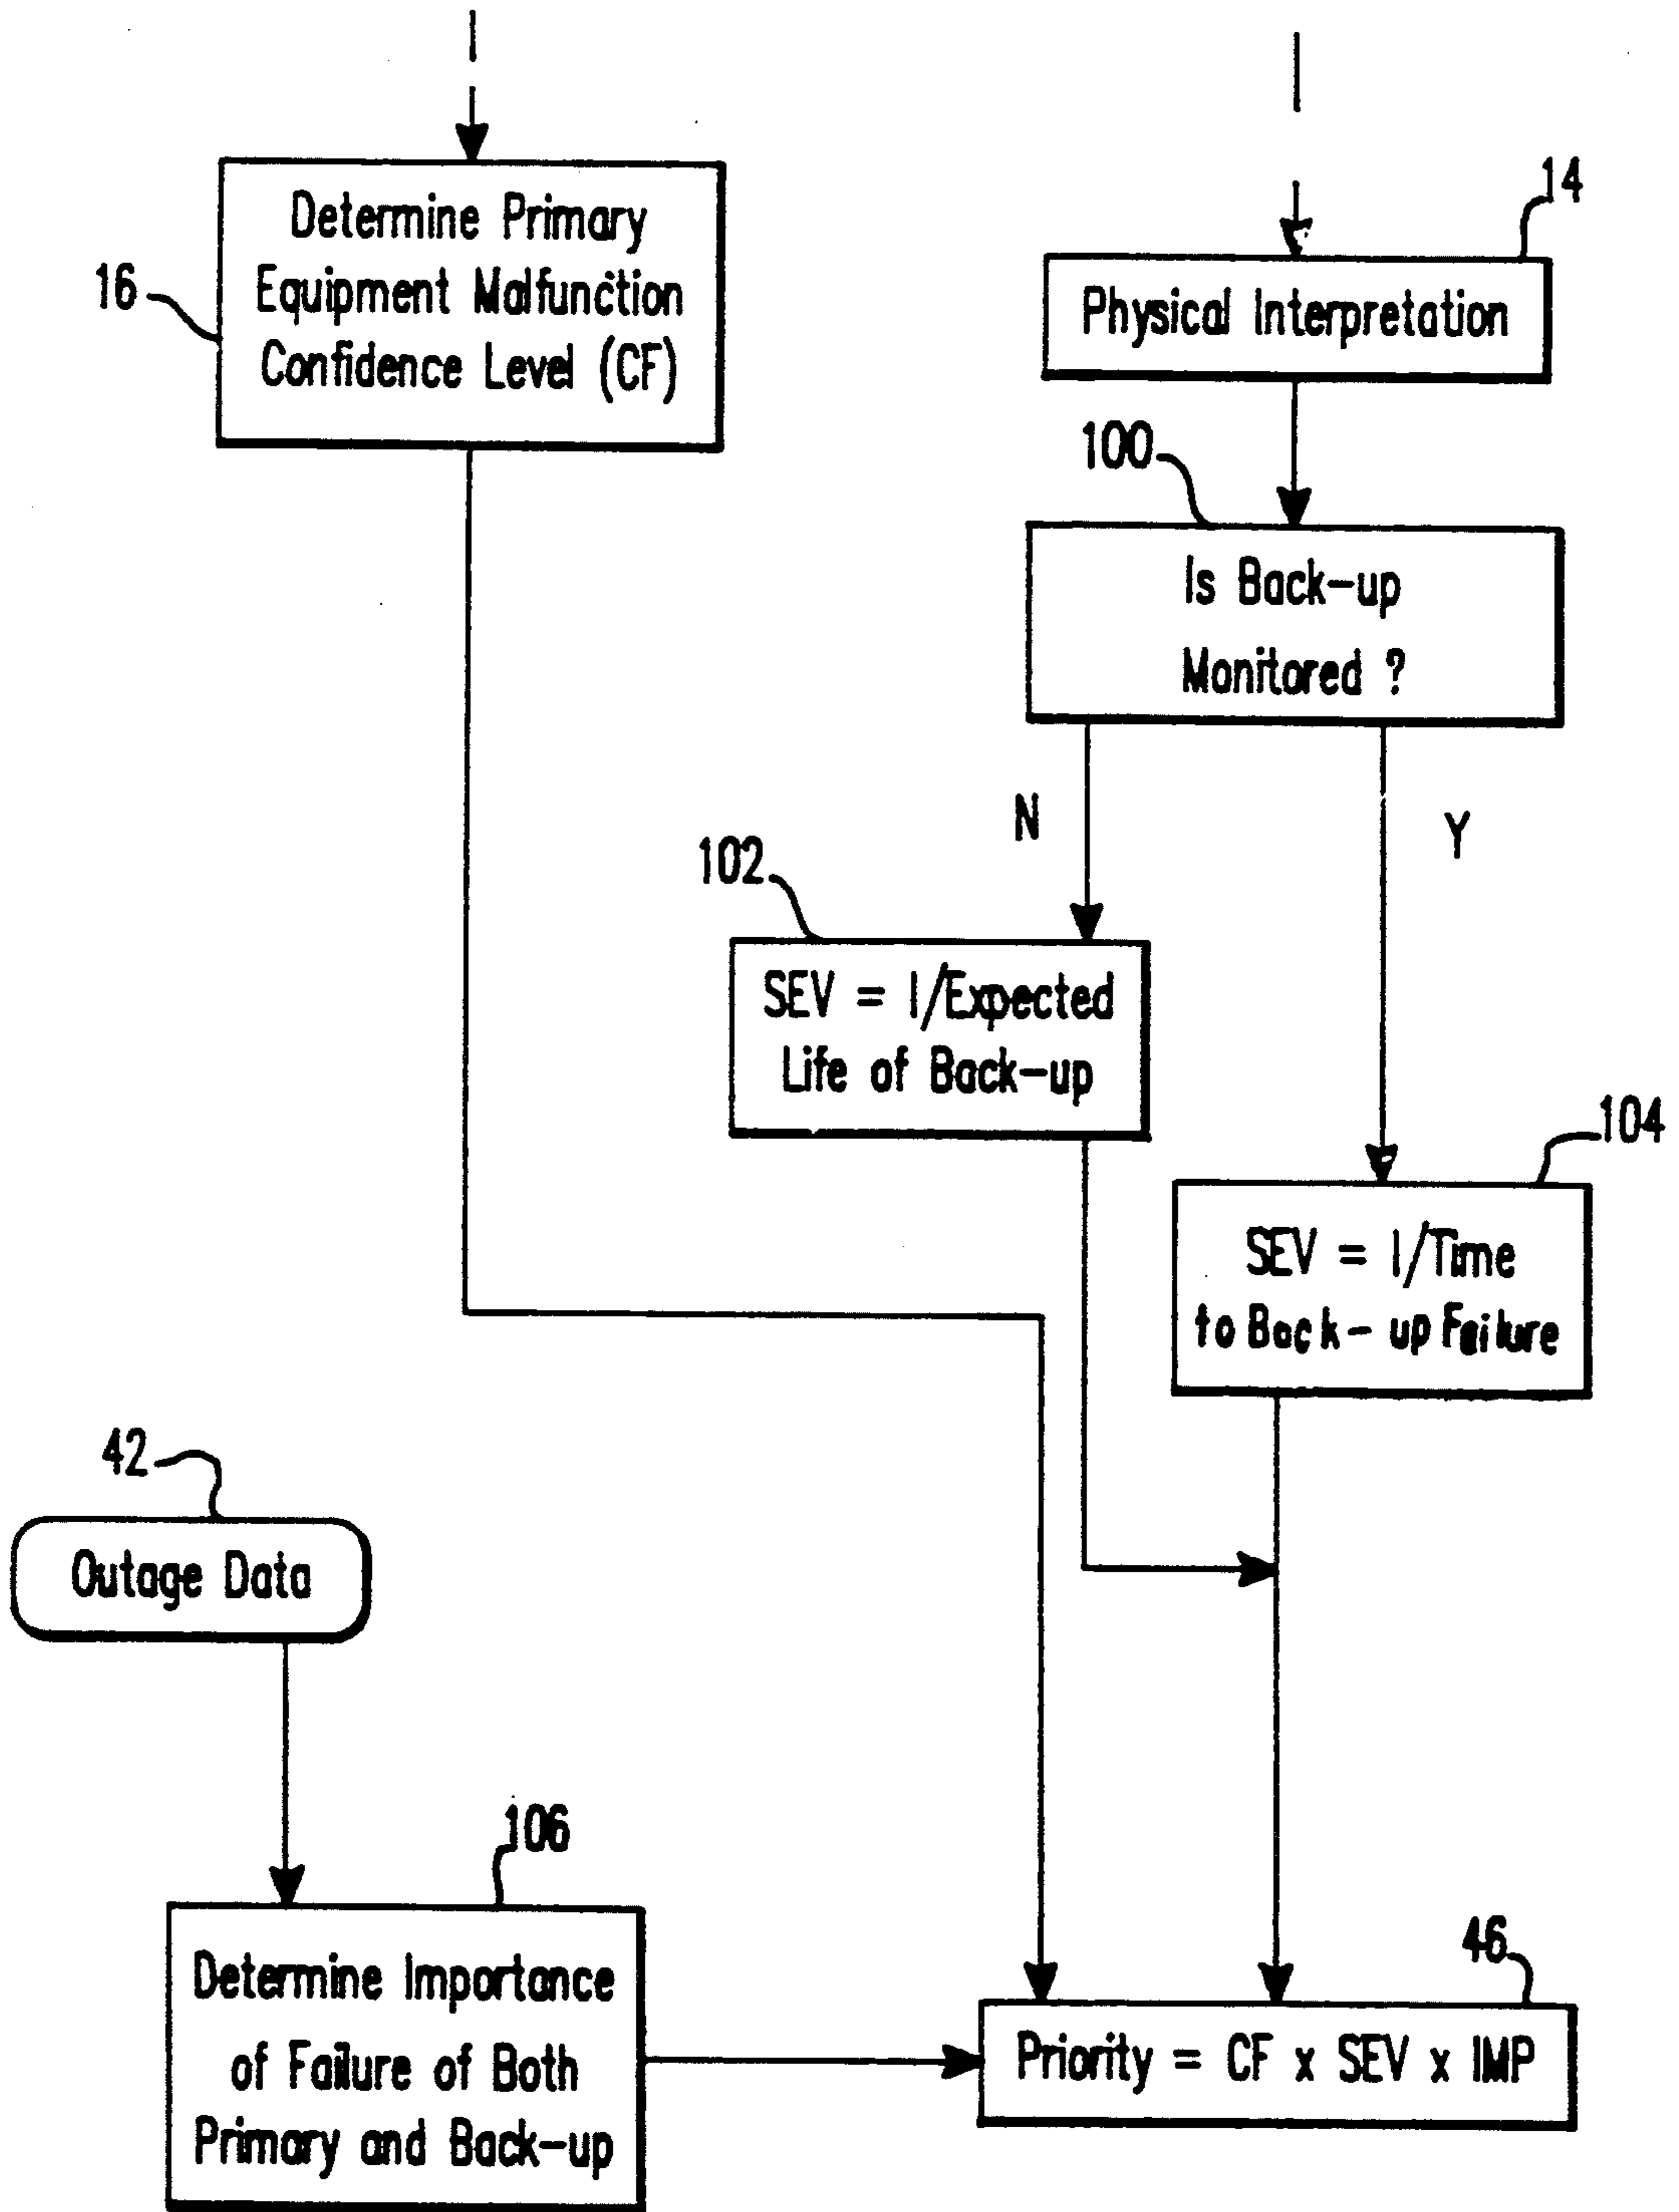 Determine Primary
Equipment Malfunction
Confidence Level (CF)
16
14
Physical Interpretation
100
Is Back-up
Monitored ?
N
Y
102
SEV = 1/Expected
Life of Back-up
104
SEV = 1/Time
to Back-up Failure
42
Outage Data
106
Determine Importance
of Failure of Both
Primary and Back-up
46
Priority = CF x SEV x IMP